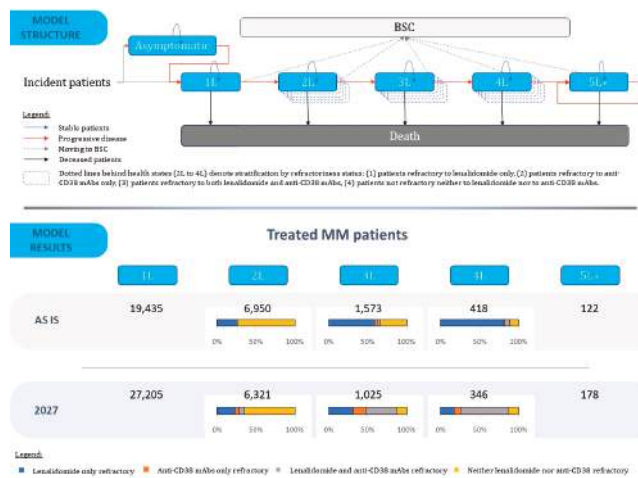 MODEL
STRUCTURE
BSC
Asymptomatic
Incident patients
1L
2L
3L
4L
5L+
Death
Legend:
Stable patients
Progressive disease
Moving to BSC
Deceased patients
Dotted lines behind health states (2L to 4L) denote stratification by refractoriness status: (1) patients refractory to lenalidomide only, (2) patients refractory to anti-
CD38 mAbs only, (3) patients refractory to both lenalidomide and anti-CD38 mAbs, (4) patients not refractory neither to lenalidomide nor to anti-CD38 mAbs.
MODEL
RESULTS
Treated MM patients
1L
2L
3L
4L
5L+
AS IS
19,435
6,950
1,573
418
122
0% 50% 100%
0% 50% 100%
0% 50% 100%
2027
27,205
6,321
1,025
346
178
0% 50% 100%
0% 50% 100%
0% 50% 100%
Legend:
Lenalidomide only refractory
Anti-CD38 mAbs only refractory
Lenalidomide and anti-CD38 mAbs refractory
Neither lenalidomide nor anti-CD38 refractory